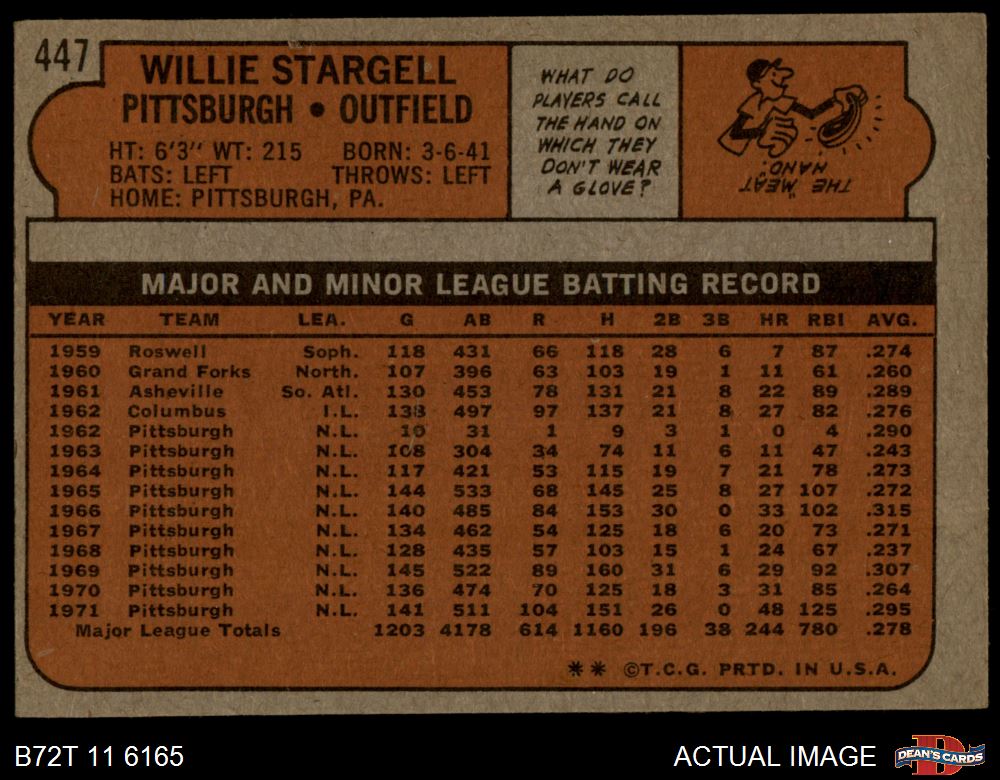 447
WILLIE STARGELL
PITTSBURGH • OUTFIELD
HT: 6'3" WT: 215 BORN: 3-6-41
BATS: LEFT THROWS: LEFT
HOME: PITTSBURGH, PA.
WHAT DO
PLAYERS CALL
THE HAND ON
WHICH THEY
DON'T WEAR
A GLOVE?
THE "MEAT
HAND."
MAJOR AND MINOR LEAGUE BATTING RECORD
YEAR TEAM LEA. G AB R H 2B 3B HR RBI AVG.
1959 Roswell Soph. 118 431 66 118 28 6 7 87 .274
1960 Grand Forks North. 107 396 63 103 19 1 11 61 .260
1961 Asheville So. Atl. 130 453 78 131 21 8 22 89 .289
1962 Columbus I.L. 138 497 97 137 21 8 27 82 .276
1962 Pittsburgh N.L. 10 31 1 9 3 1 0 4 .290
1963 Pittsburgh N.L. 108 304 34 74 11 6 11 47 .243
1964 Pittsburgh N.L. 117 421 53 115 19 7 21 78 .273
1965 Pittsburgh N.L. 144 533 68 145 25 8 27 107 .272
1966 Pittsburgh N.L. 140 485 84 153 30 0 33 102 .315
1967 Pittsburgh N.L. 134 462 54 125 18 6 20 73 .271
1968 Pittsburgh N.L. 128 435 57 103 15 1 24 67 .237
1969 Pittsburgh N.L. 145 522 89 160 31 6 29 92 .307
1970 Pittsburgh N.L. 136 474 70 125 18 3 31 85 .264
1971 Pittsburgh N.L. 141 511 104 151 26 0 48 125 .295
Major League Totals 1203 4178 614 1160 196 38 244 780 .278
** ©T.C.G. PRTD. IN U.S.A.
B72T 11 6165
ACTUAL IMAGE
DEAN'S CARDS